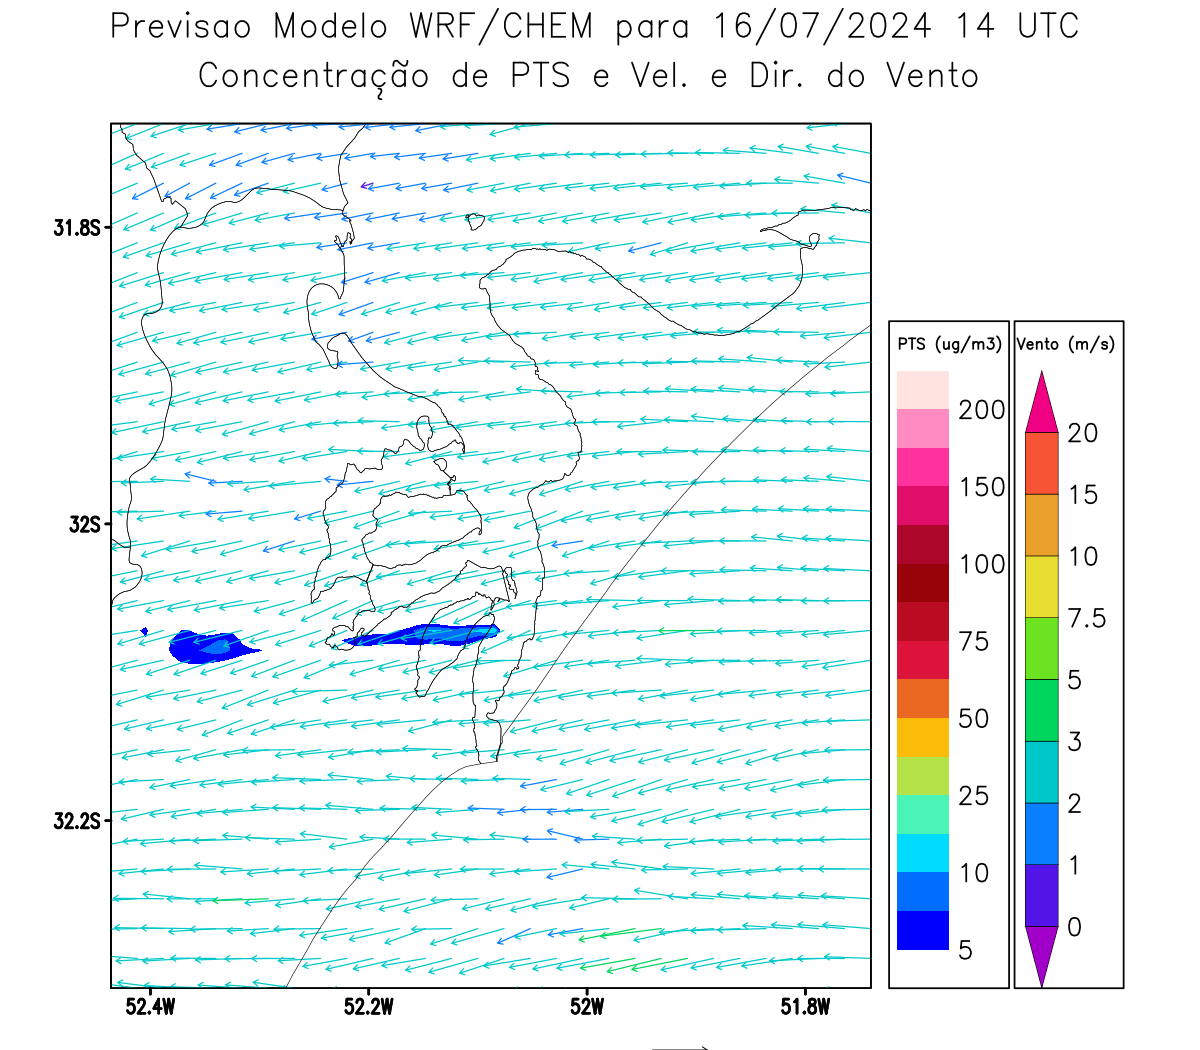 Previsao Modelo WRF/CHEM para 16/07/2024 14 UTC
Concentração de PTS e Vel. e Dir. do Vento
31.8S
32S
32.2S
52.4W
52.2W
52W
51.8W
PTS (ug/m3)
200
150
100
75
50
25
10
5
Vento (m/s)
20
15
10
7.5
5
3
2
1
0